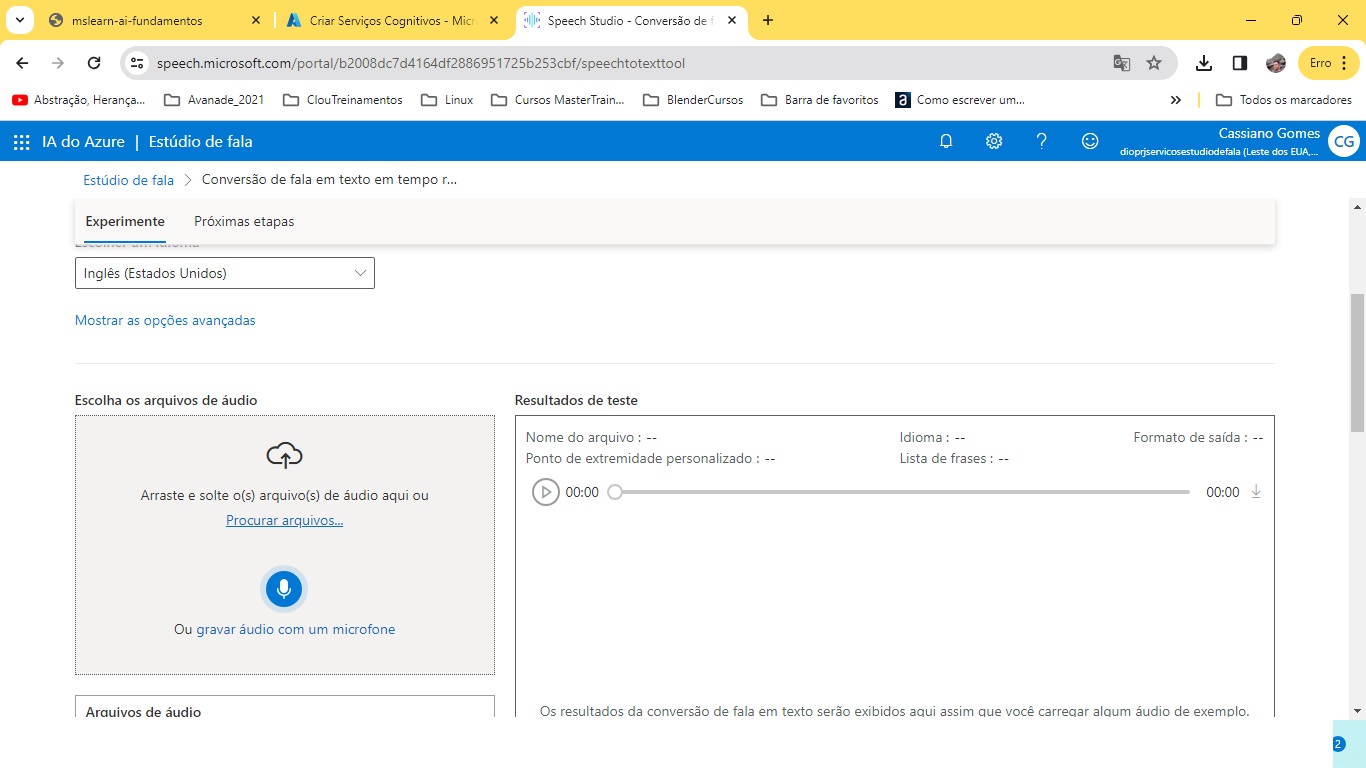 mslearn-ai-fundamentos
Criar Serviços Cognitivos - Micr
Speech Studio - Conversão de f
speech.microsoft.com/portal/b2008dc7d4164df2886951725b253cbf/speechtotexttool
Erro
Abstração, Herança...
Avanade_2021
ClouTreinamentos
Linux
Cursos MasterTrain...
BlenderCursos
Barra de favoritos
a Como escrever um...
Todos os marcadores
IA do Azure | Estúdio de fala
Cassiano Gomes
dioprjservicosestudiodefala (Leste dos EUA,...
CG
Estúdio de fala > Conversão de fala em texto em tempo r...
Experimente
Próximas etapas
Escolher um idioma
Inglês (Estados Unidos)
Mostrar as opções avançadas
Escolha os arquivos de áudio
Arraste e solte o(s) arquivo(s) de áudio aqui ou
Procurar arquivos...
Ou gravar áudio com um microfone
Arquivos de áudio
Resultados de teste
Nome do arquivo : --
Idioma : --
Formato de saída : --
Ponto de extremidade personalizado : --
Lista de frases : --
00:00
00:00
Os resultados da conversão de fala em texto serão exibidos aqui assim que você carregar algum áudio de exemplo.
2